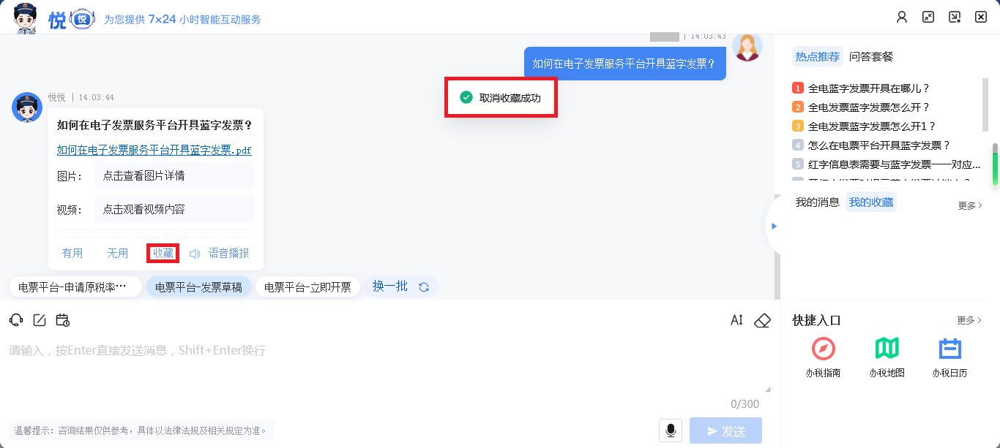 悦 悦
为您提供 7×24 小时智能互动服务
| 14:03:43
如何在电子发票服务平台开具蓝字发票？
取消收藏成功
悦悦 | 14:03:44
如何在电子发票服务平台开具蓝字发票？
如何在电子发票服务平台开具蓝字发票.pdf
图片： 点击查看图片详情
视频： 点击观看视频内容
有用 无用 收藏 语音播报
电票平台-申请原税率… 电票平台-发票草稿 电票平台-立即开票 换一批
请输入，按Enter直接发送消息，Shift+Enter换行
0/300
温馨提示：咨询结果仅供参考，具体以法律法规及相关规定为准。
发送
热点推荐 问答套餐
1 全电蓝字发票开具在哪儿？
2 全电发票蓝字发票怎么开？
3 全电发票蓝字发票怎么开1？
4 怎么在电票平台开具蓝字发票？
5 红字信息表需要与蓝字发票一一对应...
我的消息 我的收藏 更多 >
快捷入口 更多 >
办税指南 办税地图 办税日历